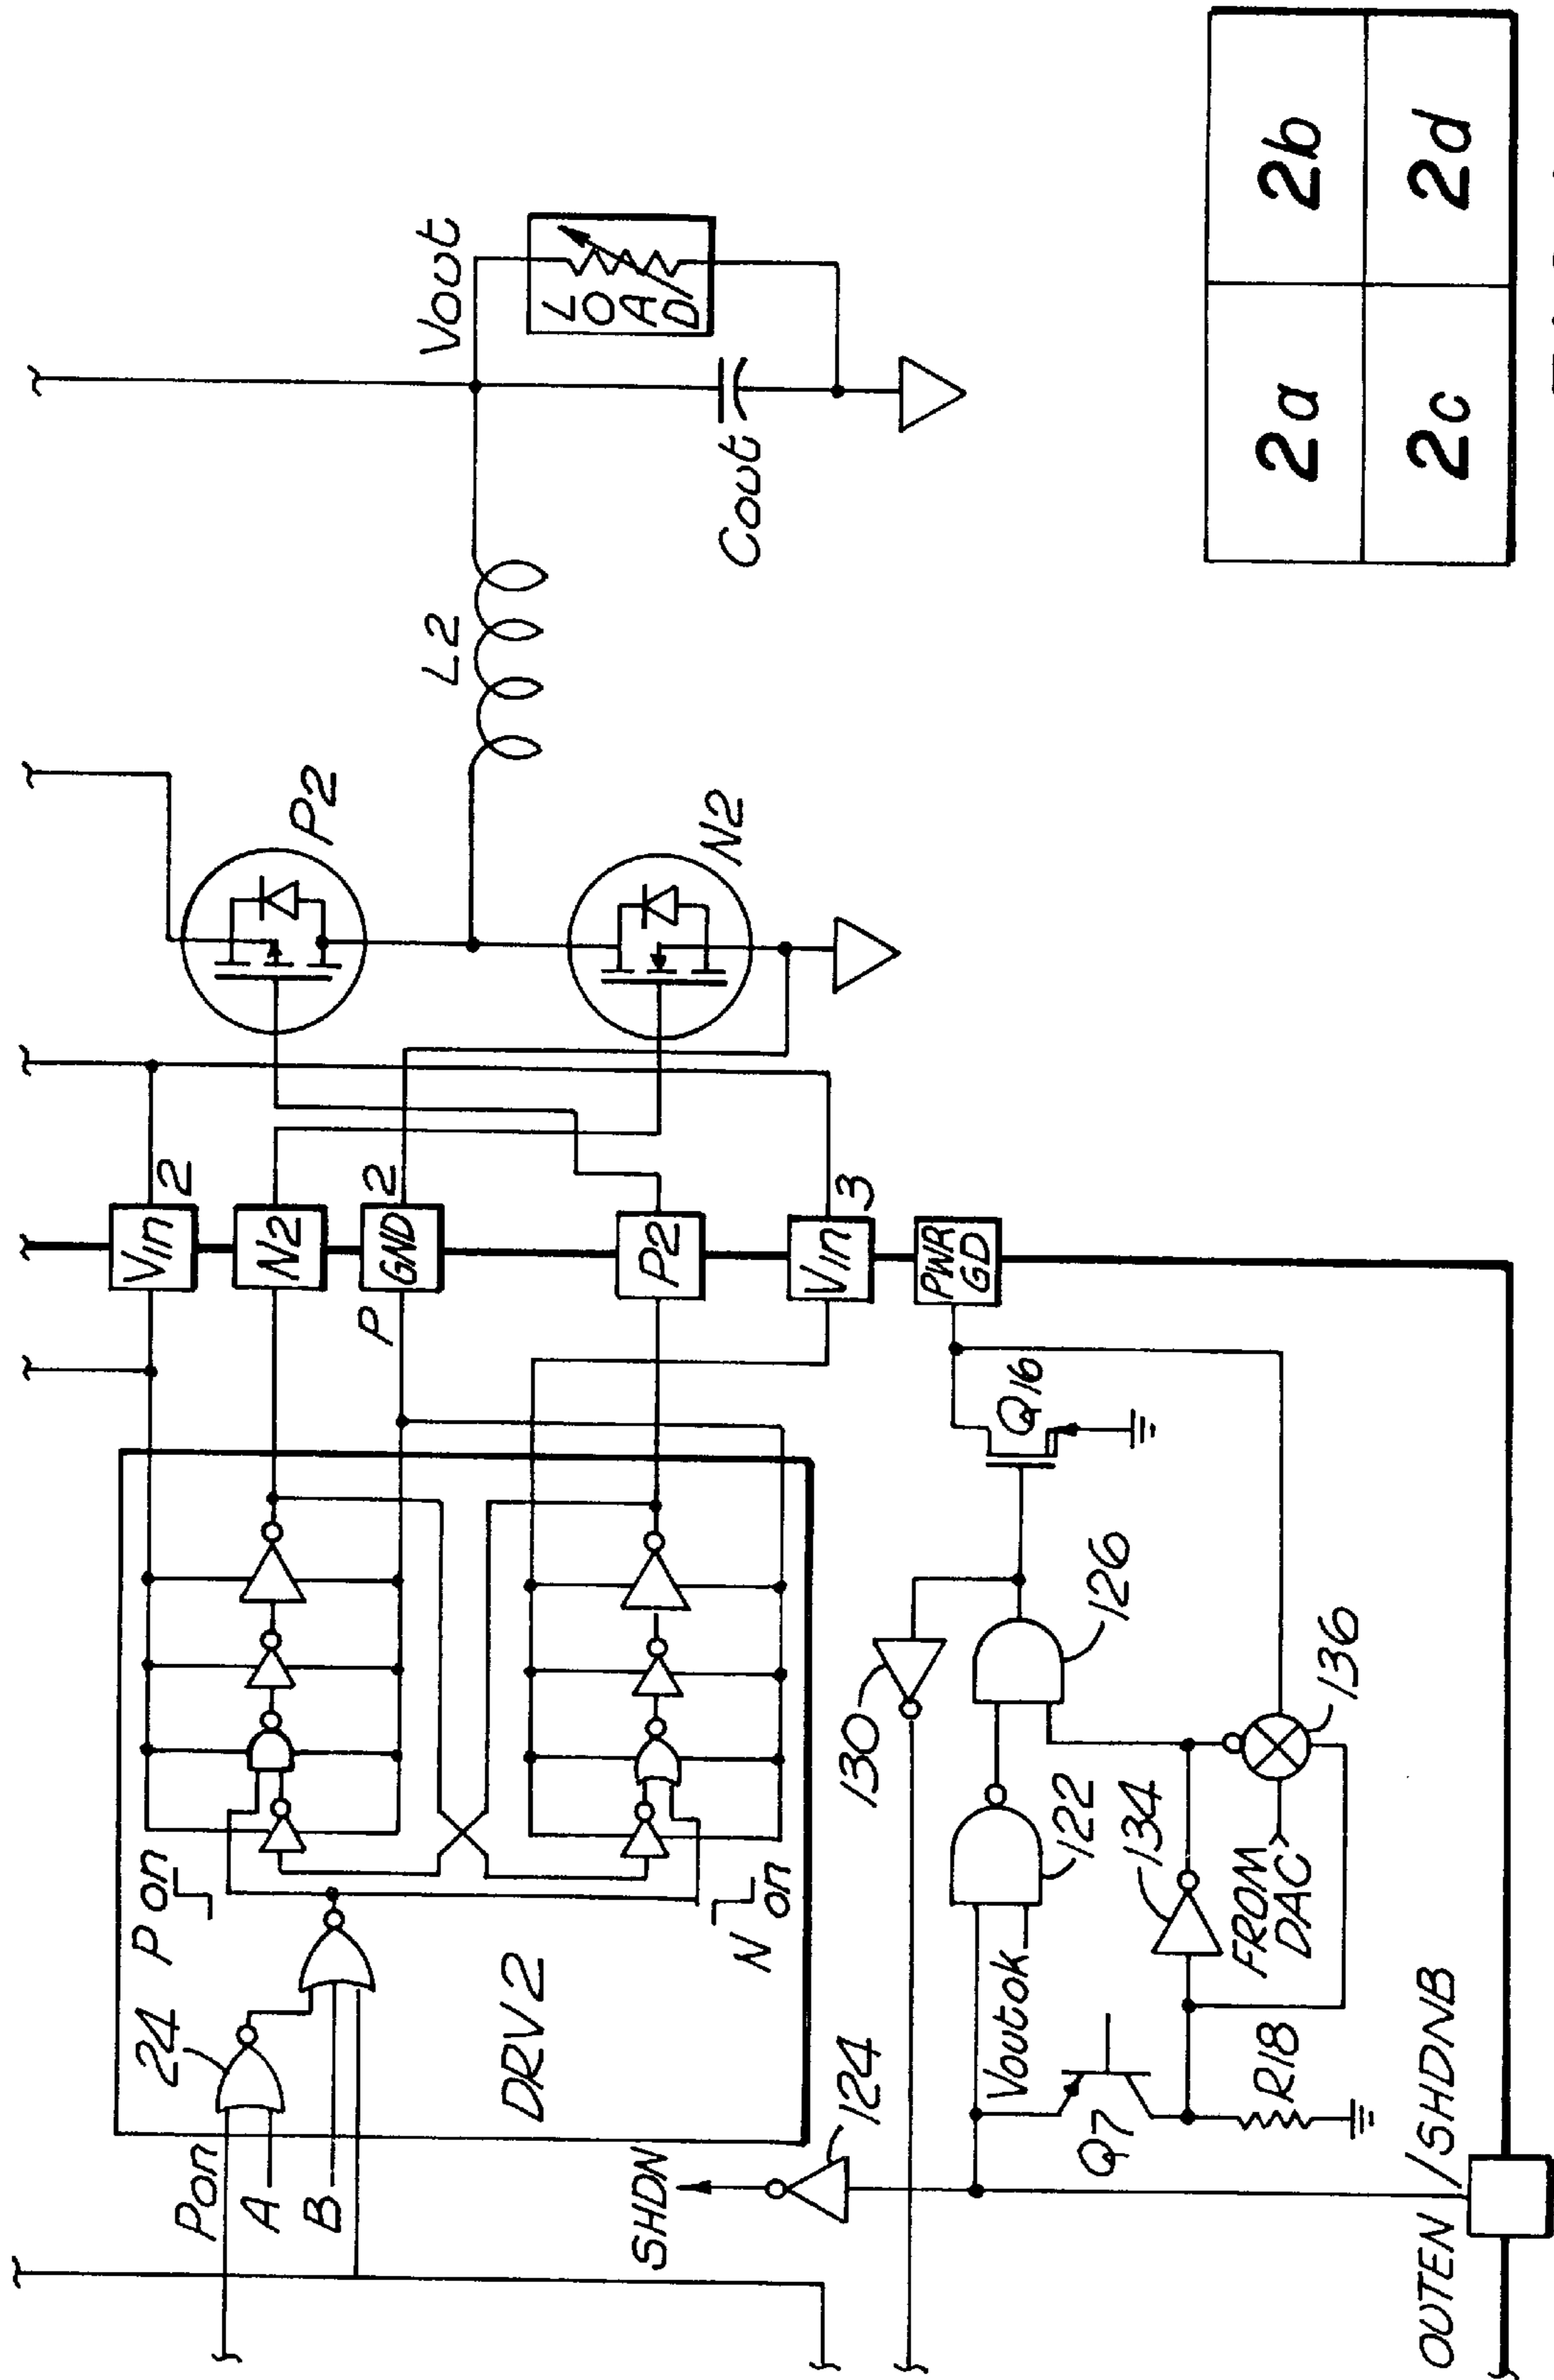 Vout
L
O
A
D
Cout
L2
P2
N2
Vin
2
N2
P
GND
2
P2
Vin
3
PWR
GD
P on
N on
24
DRV 2
Pon
A
B
SHDN
124
130
126
Q16
122
Voutok
134
136
FROM
DAC
Q7
R18
OUTEN /SHDNB
2a
2b
2c
2d